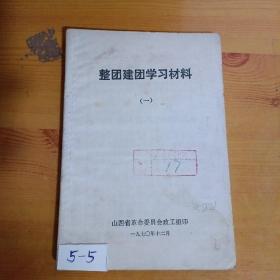 整团建团学习材料
（一）
17
山西省革命委员会政工组印
一九七〇年十二月
5-5